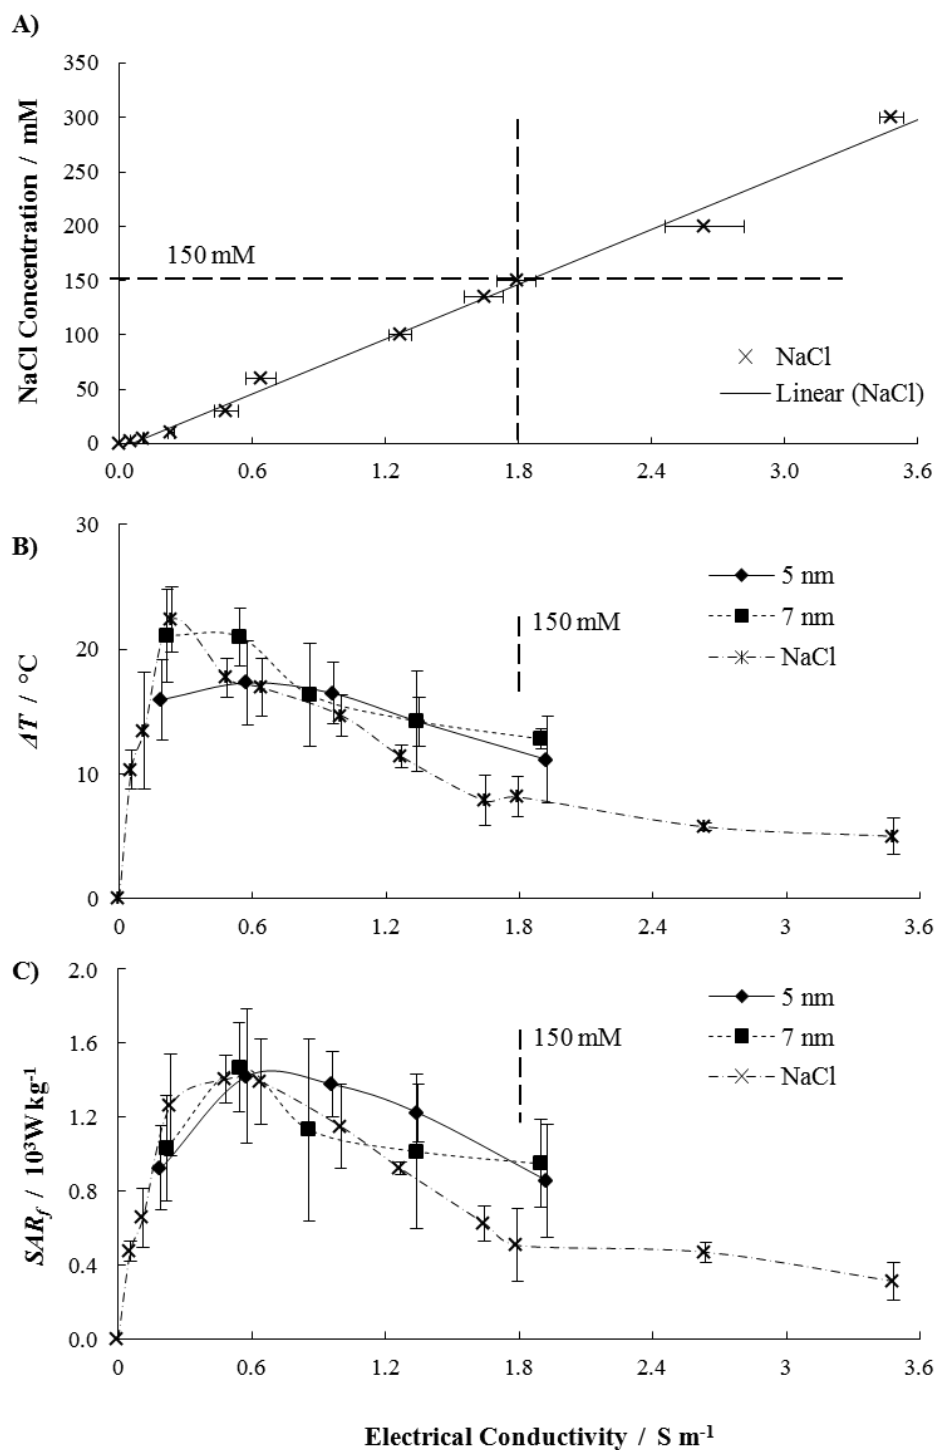 A)
350
300
250
200
150
100
50
0
NaCl Concentration / mM
150 mM
NaCl
Linear (NaCl)
0.0 0.6 1.2 1.8 2.4 3.0 3.6
B)
30
20
10
0
ΔT / °C
5 nm
7 nm
NaCl
150 mM
0 0.6 1.2 1.8 2.4 3 3.6
C)
2.0
1.6
1.2
0.8
0.4
0.0
SARf / 10³W kg⁻¹
5 nm
7 nm
NaCl
150 mM
0 0.6 1.2 1.8 2.4 3 3.6
Electrical Conductivity / S m⁻¹